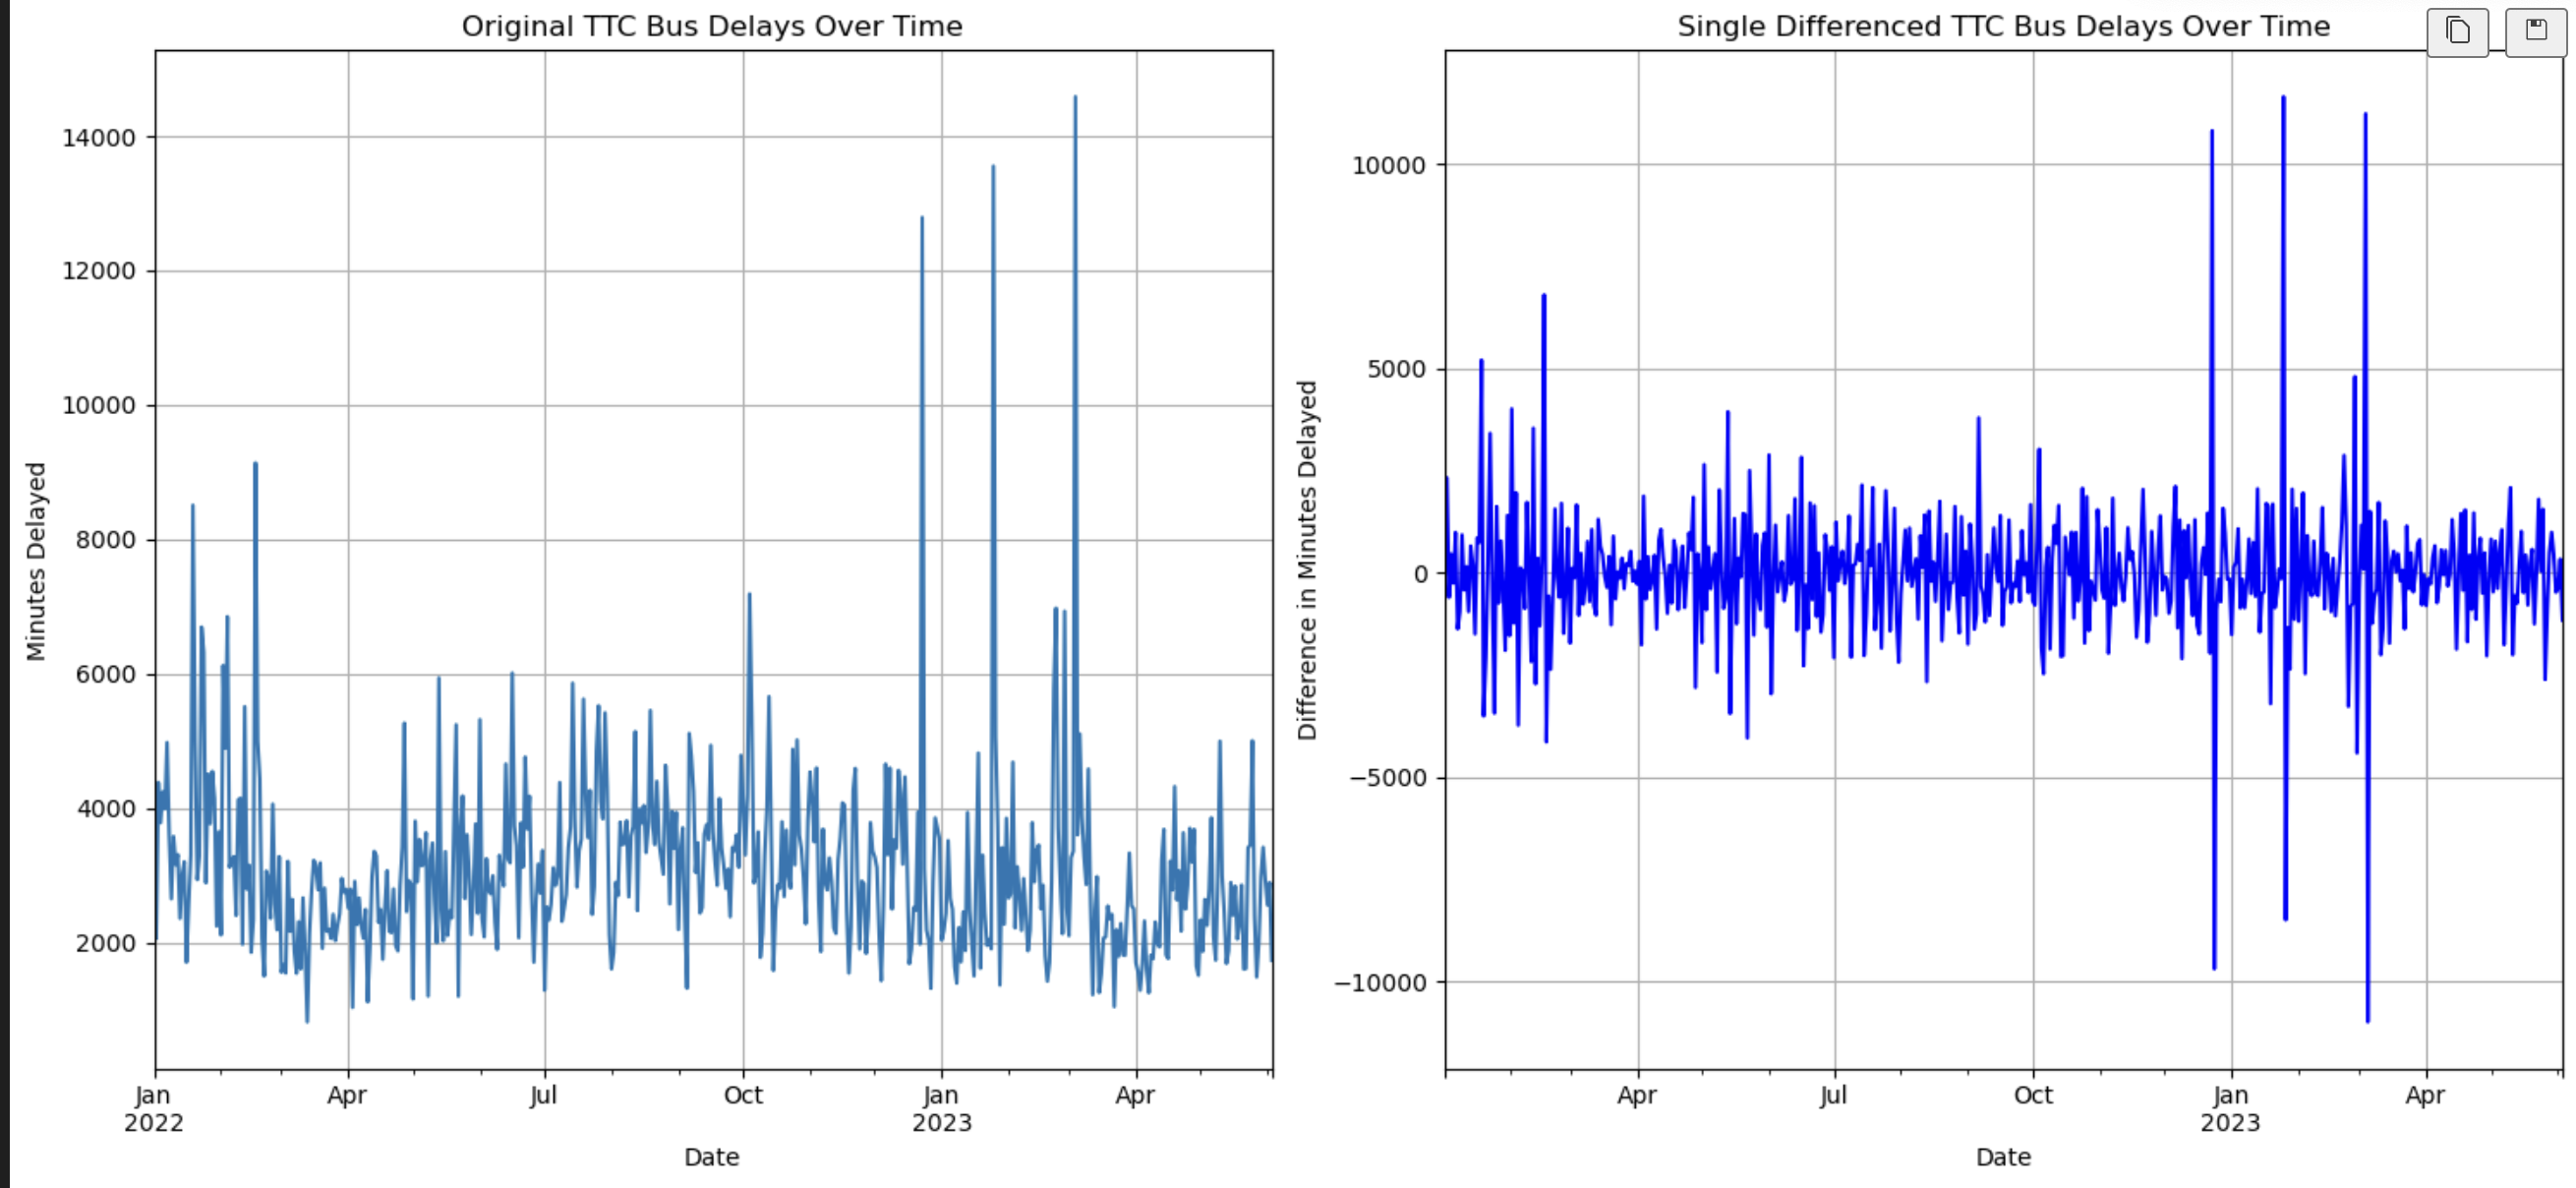 Original TTC Bus Delays Over Time
Minutes Delayed
14000
12000
10000
8000
6000
4000
2000
Jan Apr Jul Oct Jan Apr
2022 2023
Date
Single Differenced TTC Bus Delays Over Time
Difference in Minutes Delayed
10000
5000
0
−5000
−10000
Apr Jul Oct Jan Apr
2023
Date